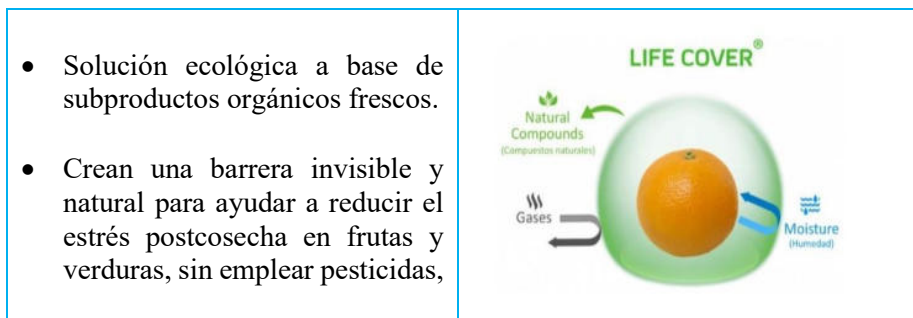 • Solución ecológica a base de
subproductos orgánicos frescos.
• Crean una barrera invisible y
natural para ayudar a reducir el
estrés postcosecha en frutas y
verduras, sin emplear pesticidas,
LIFE COVER®
Natural
Compounds
(Compuestos naturales)
Gases
Moisture
(Humedad)